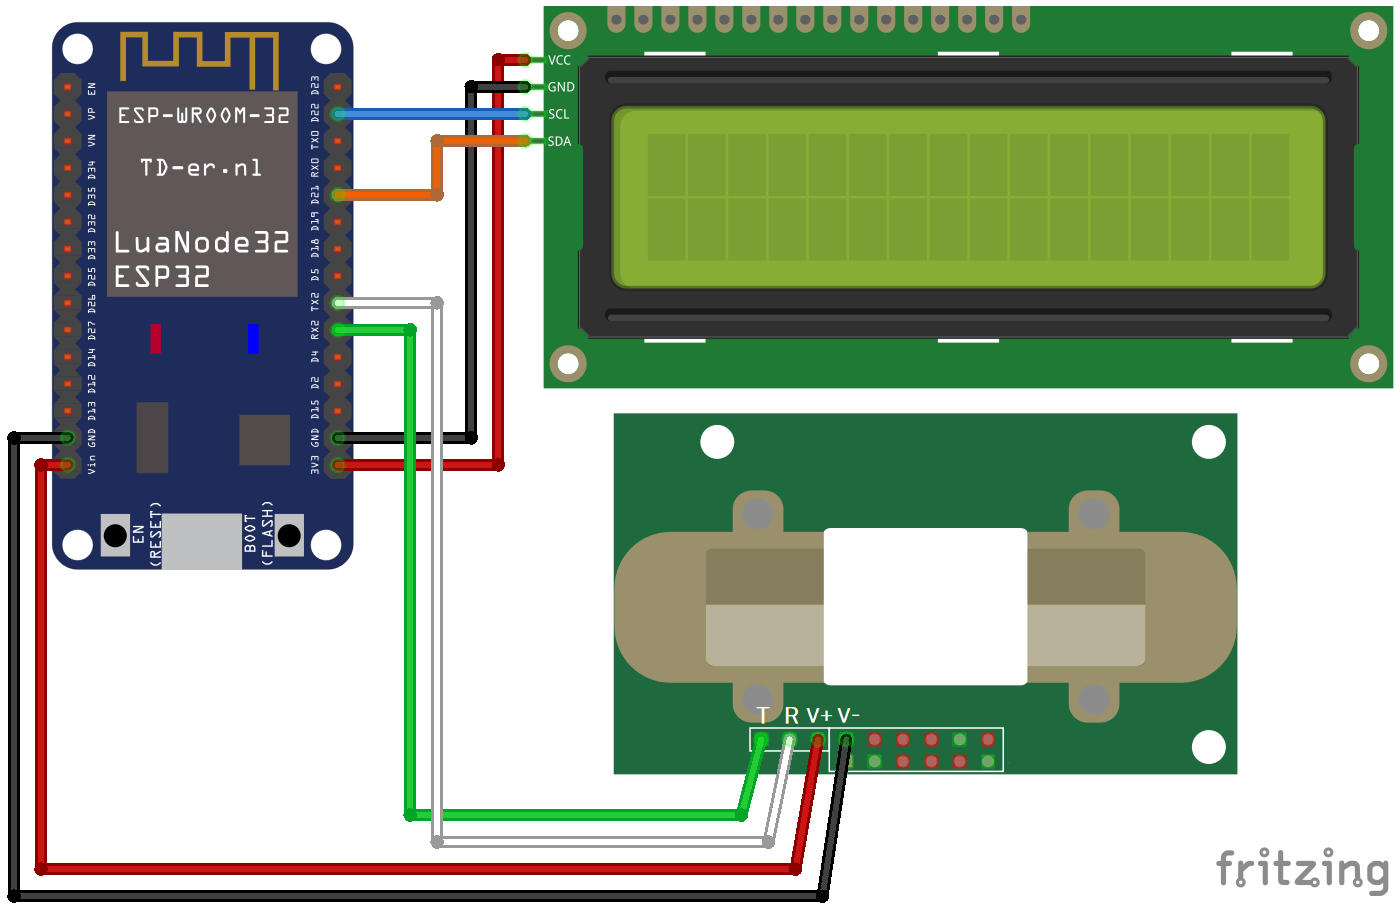 ESP-WROOM-32
TD-er.nl
LuaNode32
ESP32
EN
VP
VN
D34
D35
D32
D33
D25
D26
D27
D14
D12
D13
GND
Vin
D23
D22
TX0
RX0
D21
D19
D18
D5
TX2
RX2
D4
D2
D15
GND
3V3
EN
(RESET)
BOOT
(FLASH)
VCC
GND
SCL
SDA
T R V+ V-
fritzing